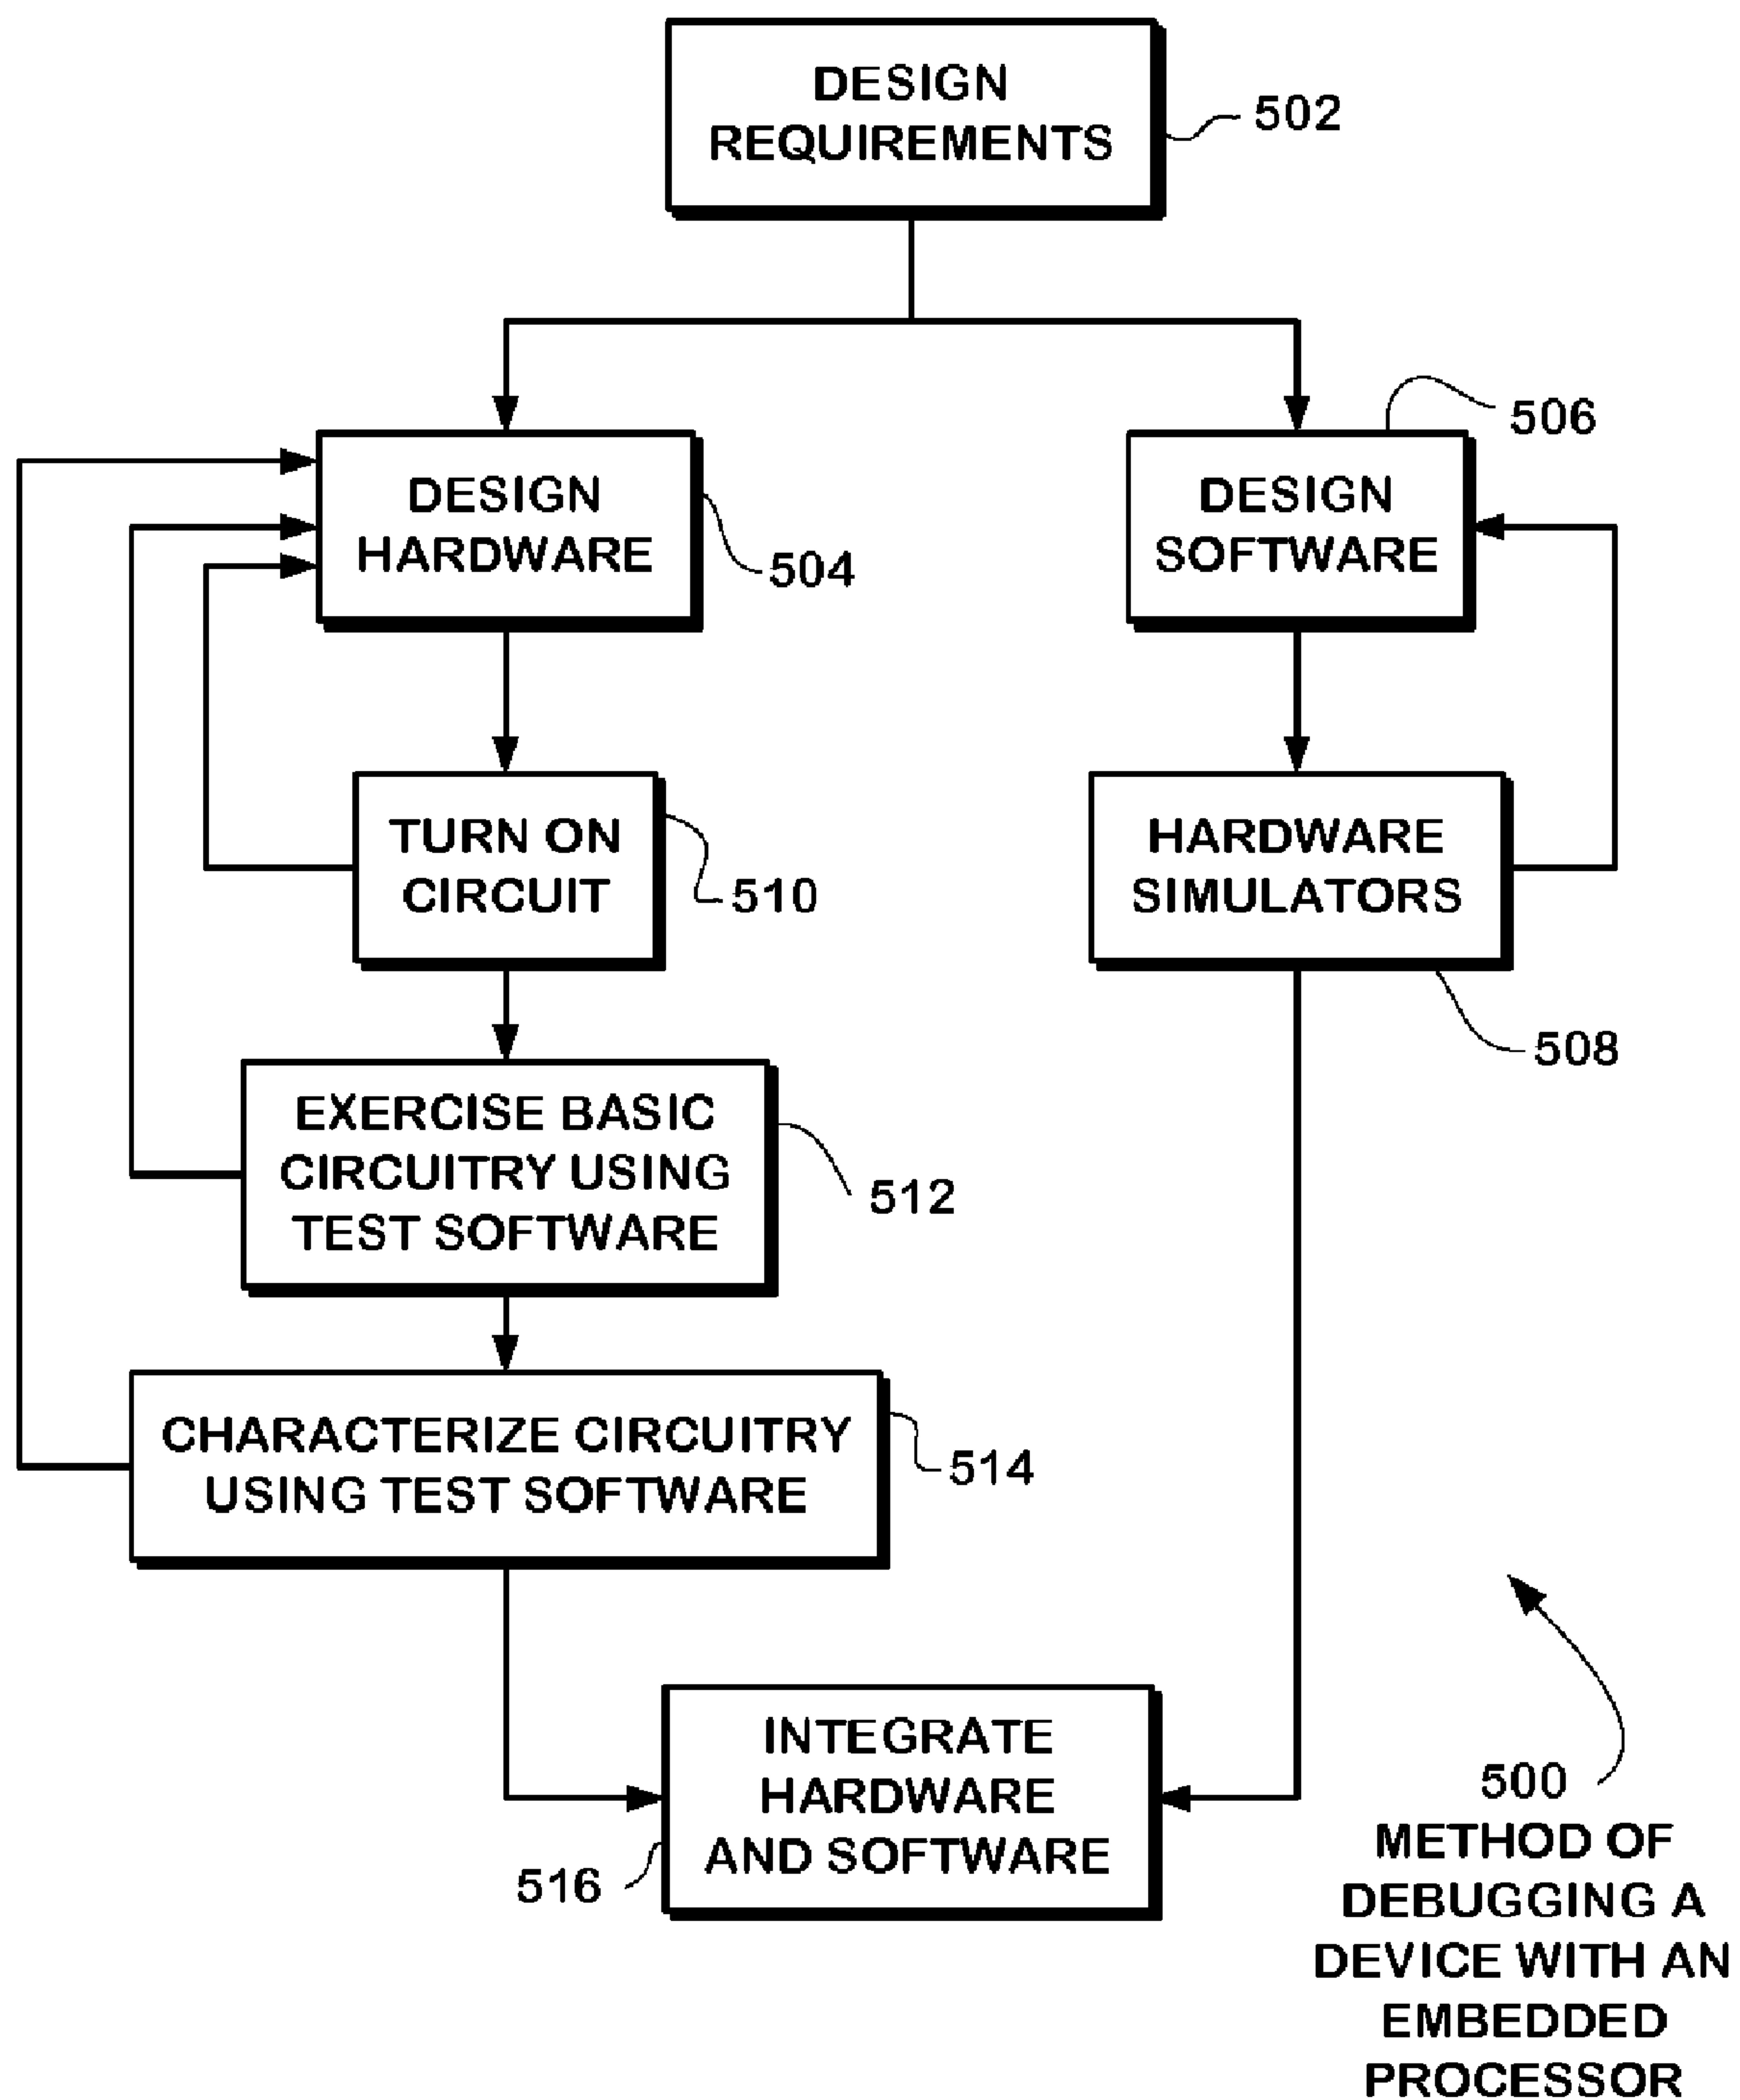 DESIGN
REQUIREMENTS
502
DESIGN
HARDWARE
504
506
DESIGN
SOFTWARE
TURN ON
CIRCUIT
510
HARDWARE
SIMULATORS
508
EXERCISE BASIC
CIRCUITRY USING
TEST SOFTWARE
512
CHARACTERIZE CIRCUITRY
USING TEST SOFTWARE
514
INTEGRATE
HARDWARE
AND SOFTWARE
516
500
METHOD OF
DEBUGGING A
DEVICE WITH AN
EMBEDDED
PROCESSOR